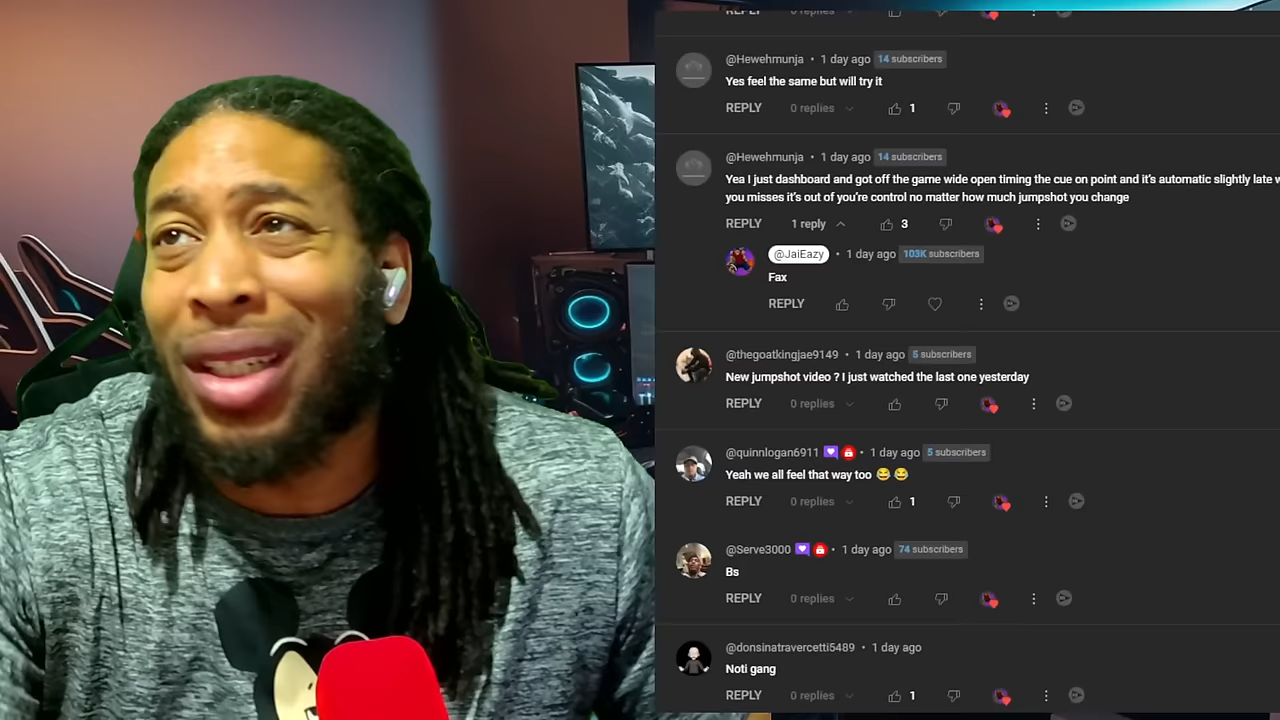 REPLY 0 replies
@Hewehmunja • 1 day ago 14 subscribers
Yes feel the same but will try it
REPLY 0 replies 1
@Hewehmunja • 1 day ago 14 subscribers
Yea I just dashboard and got off the game wide open timing the cue on point and it's automatic slightly late w
you misses it's out of you're control no matter how much jumpshot you change
REPLY 1 reply 3
@JaiEazy • 1 day ago 103K subscribers
Fax
REPLY
@thegoatkingjae9149 • 1 day ago 5 subscribers
New jumpshot video ? I just watched the last one yesterday
REPLY 0 replies
@quinnlogan6911 • 1 day ago 5 subscribers
Yeah we all feel that way too 😂 😂
REPLY 0 replies 1
@Serve3000 • 1 day ago 74 subscribers
Bs
REPLY 0 replies
@donsinatravercetti5489 • 1 day ago
Noti gang
REPLY 0 replies 1